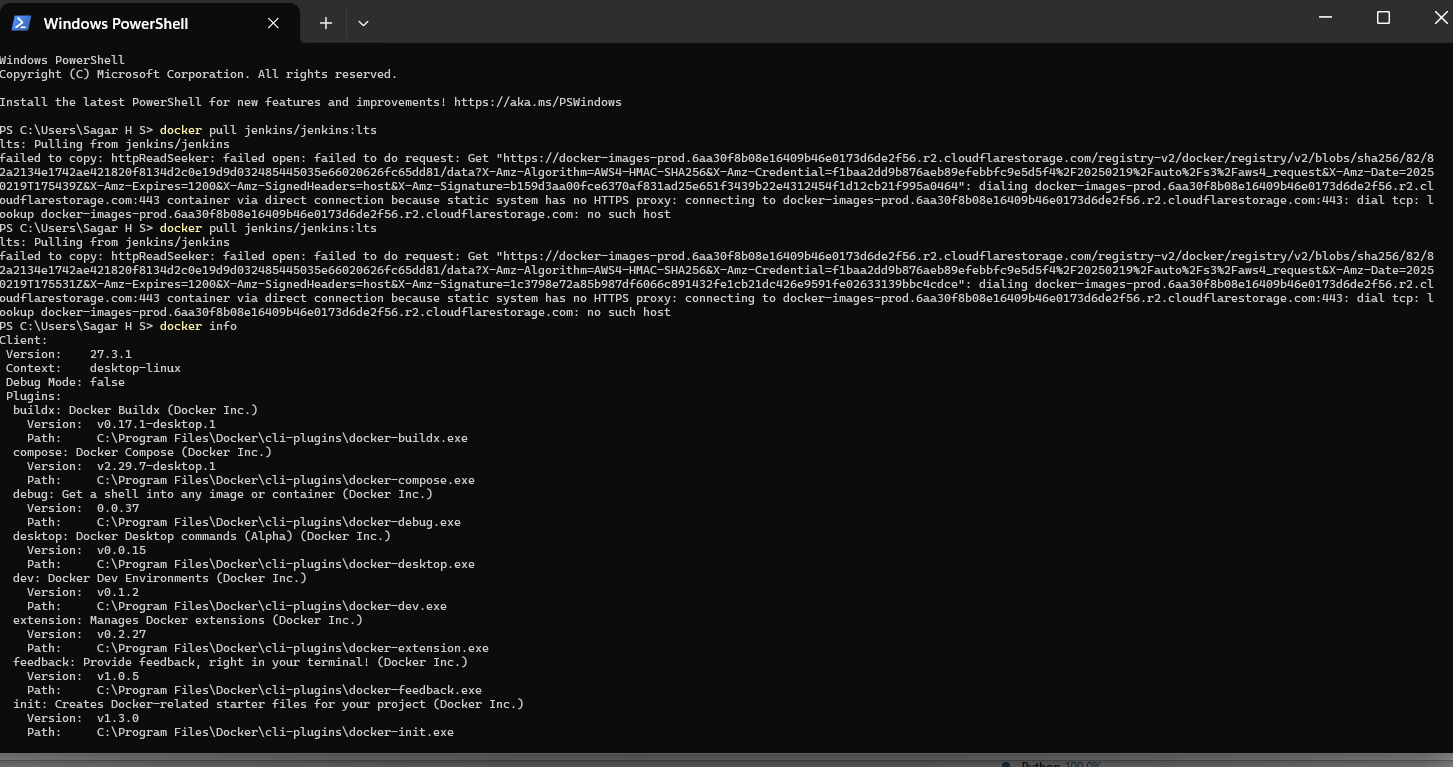 Windows PowerShell
Windows PowerShell
Copyright (C) Microsoft Corporation. All rights reserved.
Install the latest PowerShell for new features and improvements! https://aka.ms/PSWindows
PS C:\Users\Sagar H S> docker pull jenkins/jenkins:lts
lts: Pulling from jenkins/jenkins
failed to copy: httpReadSeeker: failed open: failed to do request: Get "https://docker-images-prod.6aa30f8b08e16409b46e0173d6de2f56.r2.cloudflarestorage.com/registry-v2/docker/registry/v2/blobs/sha256/82/8
2a2134e1742ae421820f8134d2c0e19d9d032485445035e66020626fc65dd81/data?X-Amz-Algorithm=AWS4-HMAC-SHA256&X-Amz-Credential=f1baa2dd9b876aeb89efebbfc9e5d5f4%2F20250219%2Fauto%2Fs3%2Faws4_request&X-Amz-Date=2025
0219T175439Z&X-Amz-Expires=1200&X-Amz-SignedHeaders=host&X-Amz-Signature=b159d3aa00fce6370af831ad25e651f3439b22e4312454f1d12cb21f995a0464": dialing docker-images-prod.6aa30f8b08e16409b46e0173d6de2f56.r2.cl
oudflarestorage.com:443 container via direct connection because static system has no HTTPS proxy: connecting to docker-images-prod.6aa30f8b08e16409b46e0173d6de2f56.r2.cloudflarestorage.com:443: dial tcp: l
ookup docker-images-prod.6aa30f8b08e16409b46e0173d6de2f56.r2.cloudflarestorage.com: no such host
PS C:\Users\Sagar H S> docker pull jenkins/jenkins:lts
lts: Pulling from jenkins/jenkins
failed to copy: httpReadSeeker: failed open: failed to do request: Get "https://docker-images-prod.6aa30f8b08e16409b46e0173d6de2f56.r2.cloudflarestorage.com/registry-v2/docker/registry/v2/blobs/sha256/82/8
2a2134e1742ae421820f8134d2c0e19d9d032485445035e66020626fc65dd81/data?X-Amz-Algorithm=AWS4-HMAC-SHA256&X-Amz-Credential=f1baa2dd9b876aeb89efebbfc9e5d5f4%2F20250219%2Fauto%2Fs3%2Faws4_request&X-Amz-Date=2025
0219T175531Z&X-Amz-Expires=1200&X-Amz-SignedHeaders=host&X-Amz-Signature=1c3798e72a85b987df6066c891432fe1cb21dc426e9591fe02633139bbc4cdce": dialing docker-images-prod.6aa30f8b08e16409b46e0173d6de2f56.r2.cl
oudflarestorage.com:443 container via direct connection because static system has no HTTPS proxy: connecting to docker-images-prod.6aa30f8b08e16409b46e0173d6de2f56.r2.cloudflarestorage.com:443: dial tcp: l
ookup docker-images-prod.6aa30f8b08e16409b46e0173d6de2f56.r2.cloudflarestorage.com: no such host
PS C:\Users\Sagar H S> docker info
Client:
Version: 27.3.1
Context: desktop-linux
Debug Mode: false
Plugins:
buildx: Docker Buildx (Docker Inc.)
Version: v0.17.1-desktop.1
Path: C:\Program Files\Docker\cli-plugins\docker-buildx.exe
compose: Docker Compose (Docker Inc.)
Version: v2.29.7-desktop.1
Path: C:\Program Files\Docker\cli-plugins\docker-compose.exe
debug: Get a shell into any image or container (Docker Inc.)
Version: 0.0.37
Path: C:\Program Files\Docker\cli-plugins\docker-debug.exe
desktop: Docker Desktop commands (Alpha) (Docker Inc.)
Version: v0.0.15
Path: C:\Program Files\Docker\cli-plugins\docker-desktop.exe
dev: Docker Dev Environments (Docker Inc.)
Version: v0.1.2
Path: C:\Program Files\Docker\cli-plugins\docker-dev.exe
extension: Manages Docker extensions (Docker Inc.)
Version: v0.2.27
Path: C:\Program Files\Docker\cli-plugins\docker-extension.exe
feedback: Provide feedback, right in your terminal! (Docker Inc.)
Version: v1.0.5
Path: C:\Program Files\Docker\cli-plugins\docker-feedback.exe
init: Creates Docker-related starter files for your project (Docker Inc.)
Version: v1.3.0
Path: C:\Program Files\Docker\cli-plugins\docker-init.exe
Python 100.0%